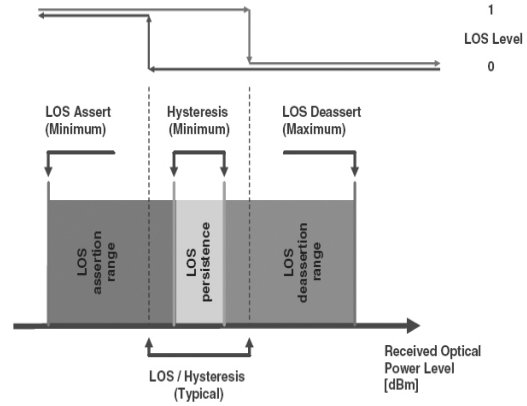 1
LOS Level
0
LOS Assert
(Minimum)
Hysteresis
(Minimum)
LOS Deassert
(Maximum)
LOS
assertion
range
LOS
persistence
LOS
deassertion
range
Received Optical
Power Level
[dBm]
LOS / Hysteresis
(Typical)